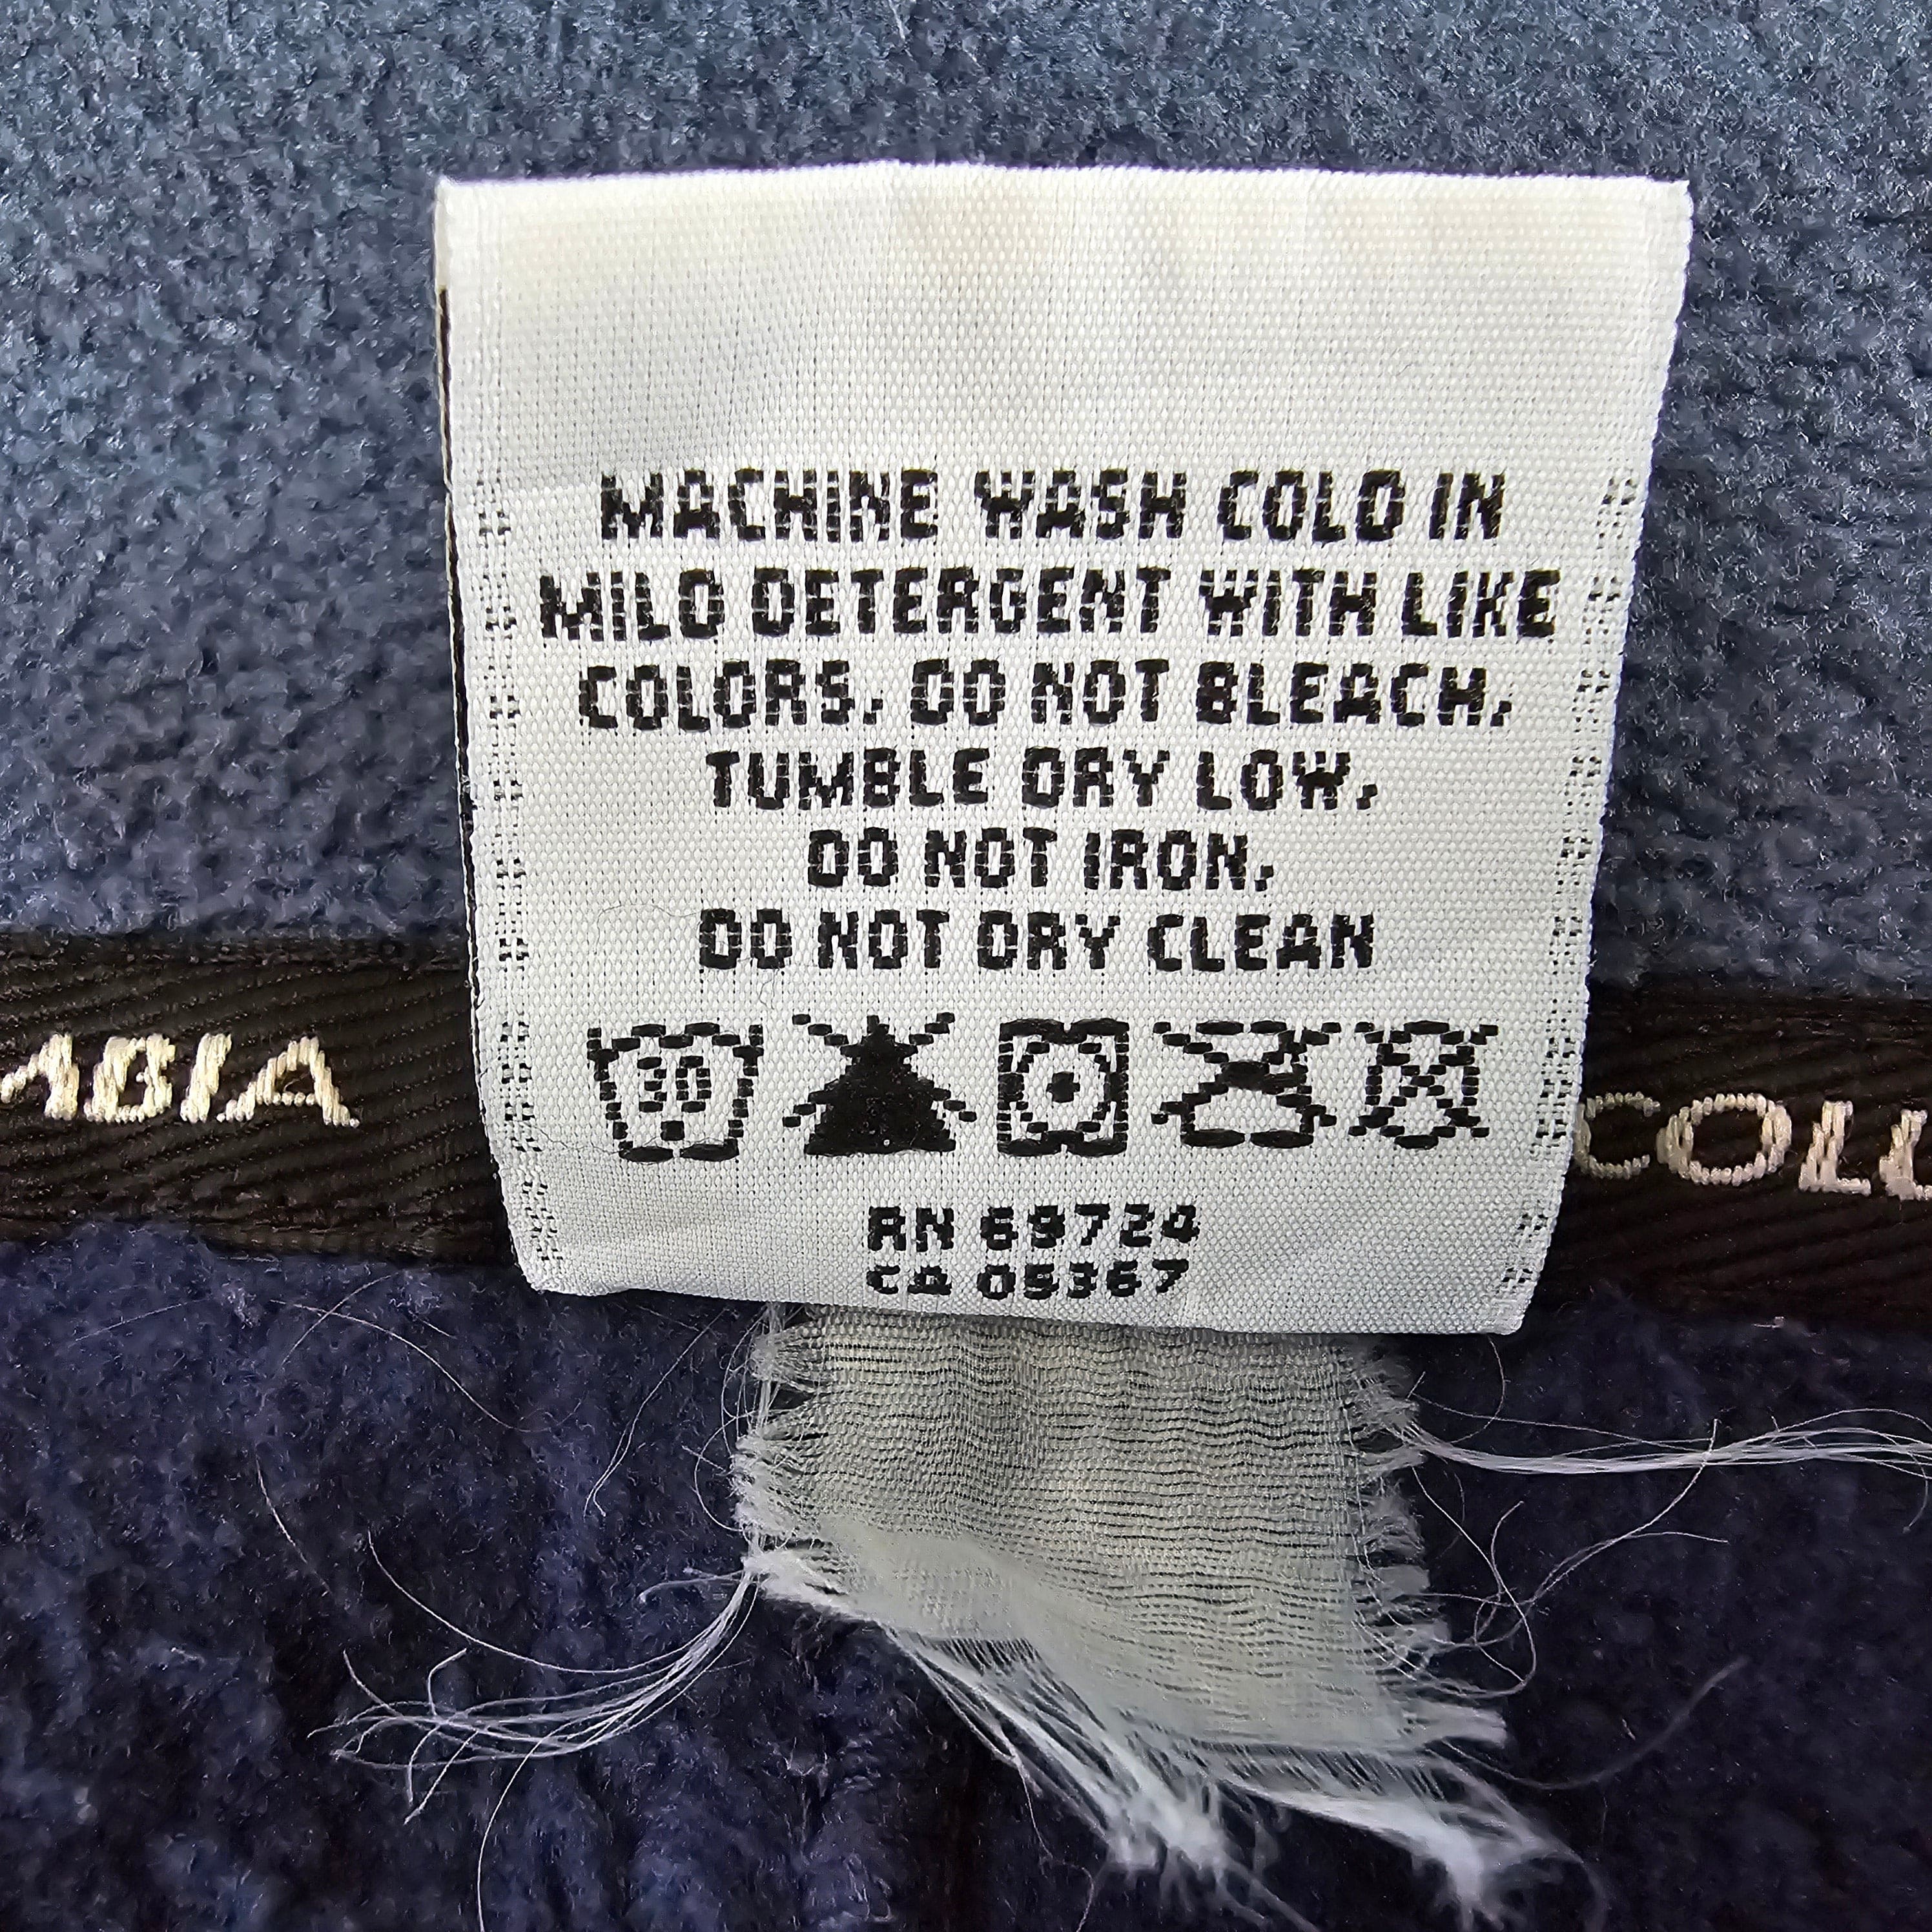 MACHINE WASH COLD IN
MILD DETERGENT WITH LIKE
COLORS. DO NOT BLEACH,
TUMBLE DRY LOW,
DO NOT IRON,
DO NOT DRY CLEAN
30
RN 69724
CA 05367
MBIA
COLU